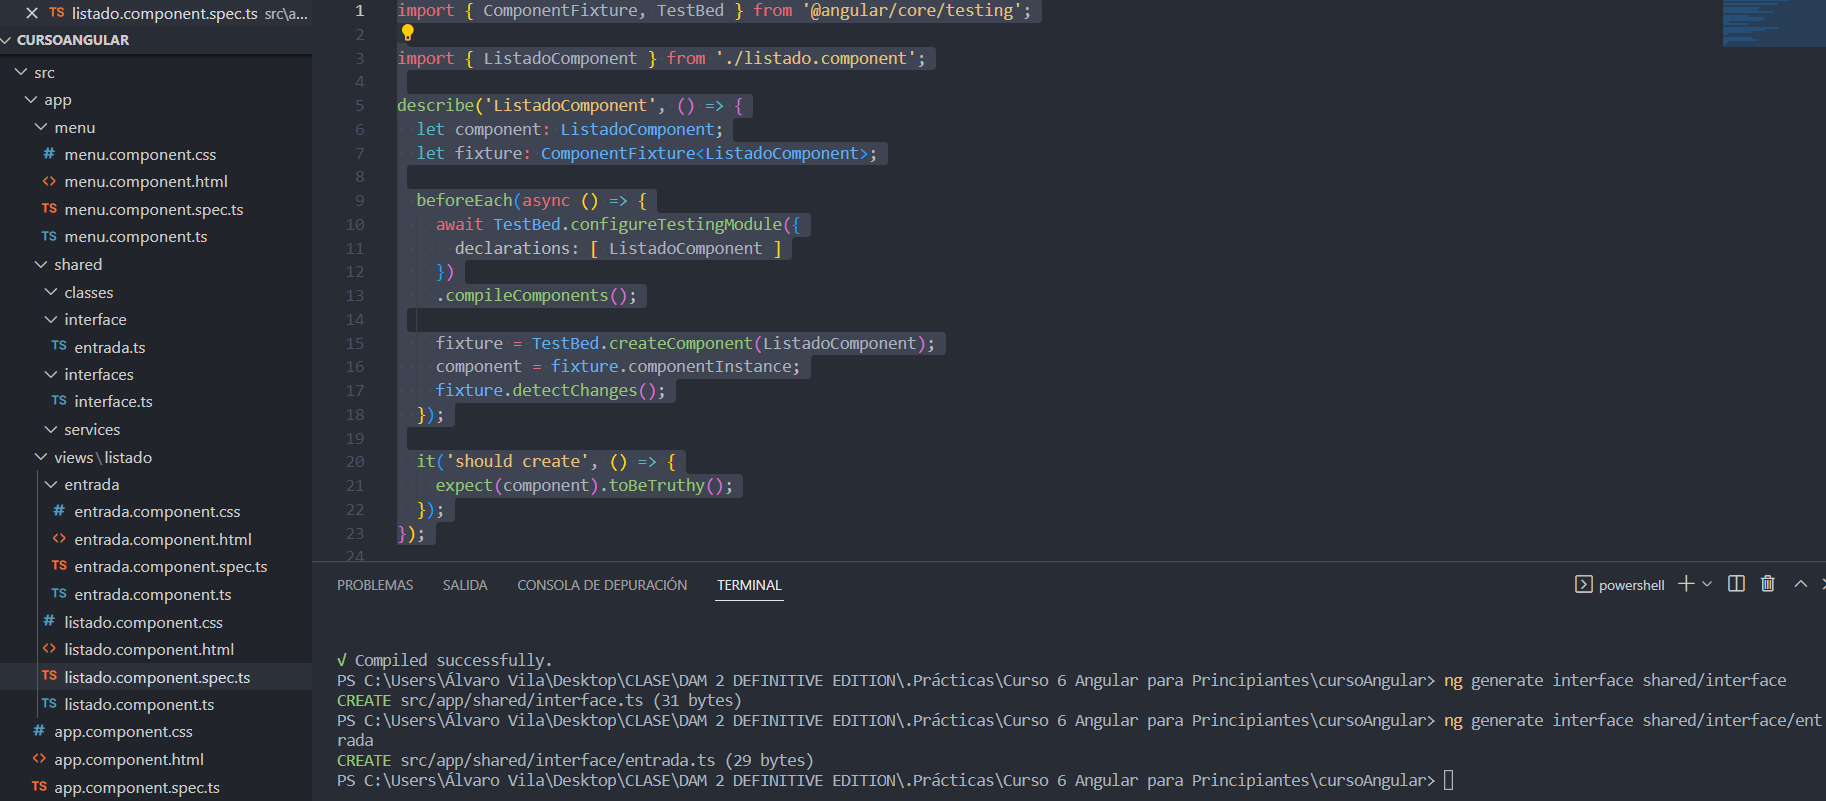 listado.component.spec.ts src\a...
CURSOANGULAR
src
app
menu
# menu.component.css
<> menu.component.html
TS menu.component.spec.ts
TS menu.component.ts
shared
classes
interface
TS entrada.ts
interfaces
TS interface.ts
services
views\listado
entrada
# entrada.component.css
<> entrada.component.html
TS entrada.component.spec.ts
TS entrada.component.ts
# listado.component.css
<> listado.component.html
TS listado.component.spec.ts
TS listado.component.ts
# app.component.css
<> app.component.html
TS app.component.spec.ts
1 import { ComponentFixture, TestBed } from '@angular/core/testing';
2
3 import { ListadoComponent } from './listado.component';
4
5 describe('ListadoComponent', () => {
6 let component: ListadoComponent;
7 let fixture: ComponentFixture<ListadoComponent>;
8
9 beforeEach(async () => {
10 await TestBed.configureTestingModule({
11 declarations: [ ListadoComponent ]
12 })
13 .compileComponents();
14
15 fixture = TestBed.createComponent(ListadoComponent);
16 component = fixture.componentInstance;
17 fixture.detectChanges();
18 });
19
20 it('should create', () => {
21 expect(component).toBeTruthy();
22 });
23 });
24
PROBLEMAS SALIDA CONSOLA DE DEPURACIÓN TERMINAL powershell
√ Compiled successfully.
PS C:\Users\Álvaro Vila\Desktop\CLASE\DAM 2 DEFINITIVE EDITION\.Prácticas\Curso 6 Angular para Principiantes\cursoAngular> ng generate interface shared/interface
CREATE src/app/shared/interface.ts (31 bytes)
PS C:\Users\Álvaro Vila\Desktop\CLASE\DAM 2 DEFINITIVE EDITION\.Prácticas\Curso 6 Angular para Principiantes\cursoAngular> ng generate interface shared/interface/ent
rada
CREATE src/app/shared/interface/entrada.ts (29 bytes)
PS C:\Users\Álvaro Vila\Desktop\CLASE\DAM 2 DEFINITIVE EDITION\.Prácticas\Curso 6 Angular para Principiantes\cursoAngular>